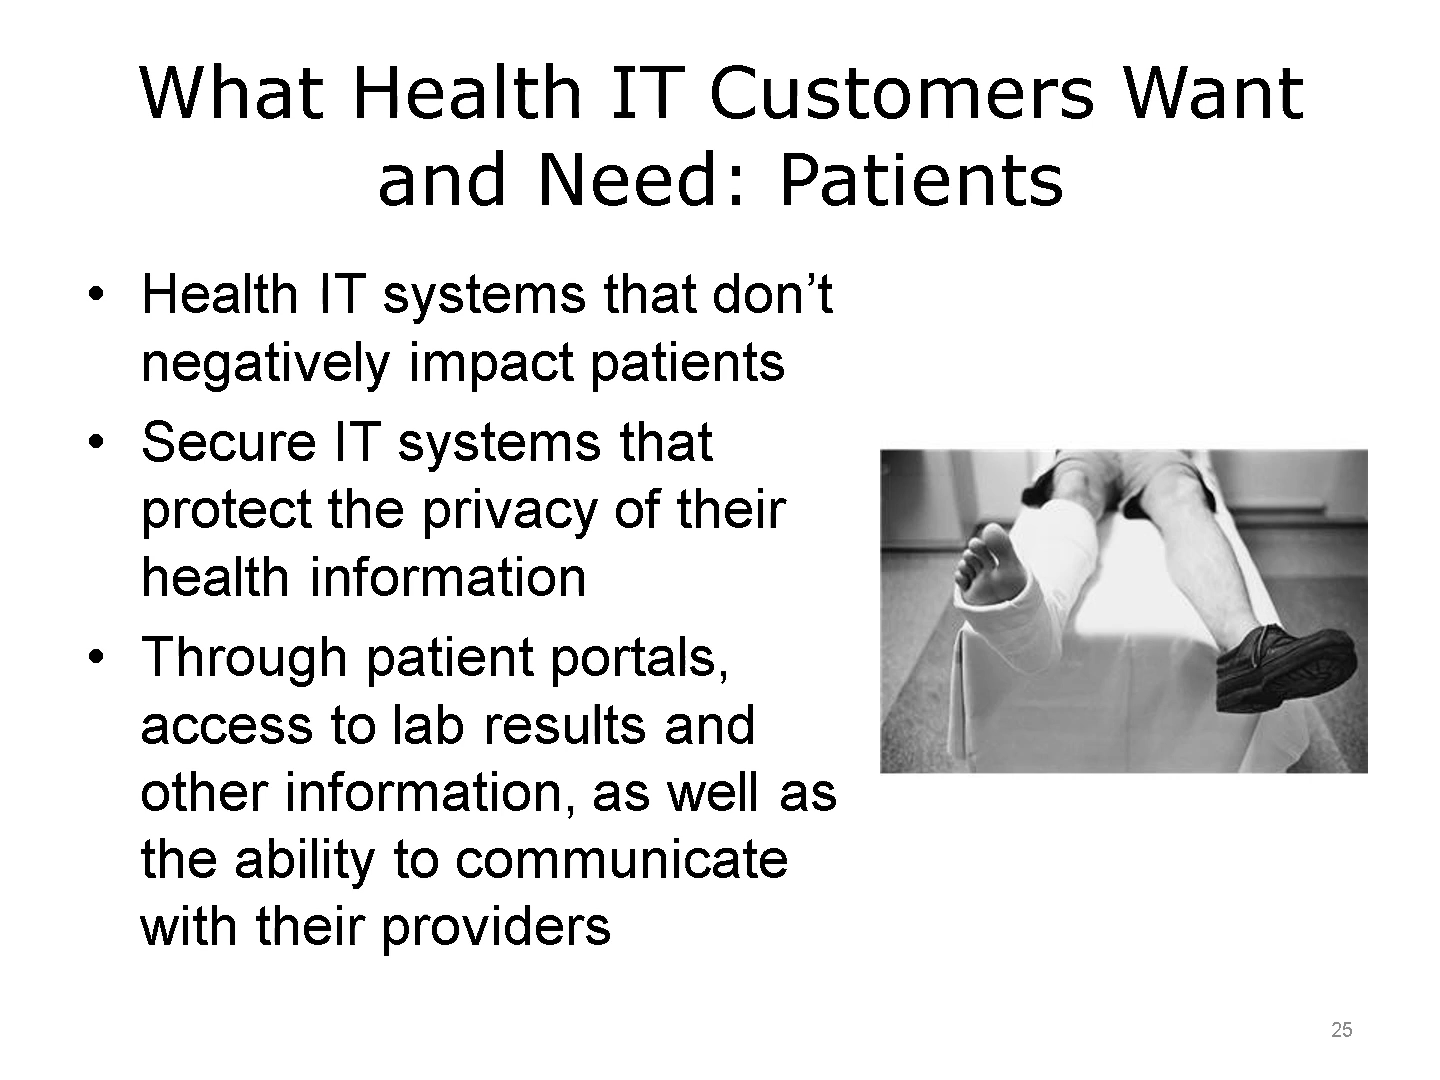 What Health IT Customers Want
and Need: Patients
• Health IT systems that don’t
negatively impact patients
• Secure IT systems that
protect the privacy of their
health information
• Through patient portals,
access to lab results and
other information, as well as
the ability to communicate
with their providers
25